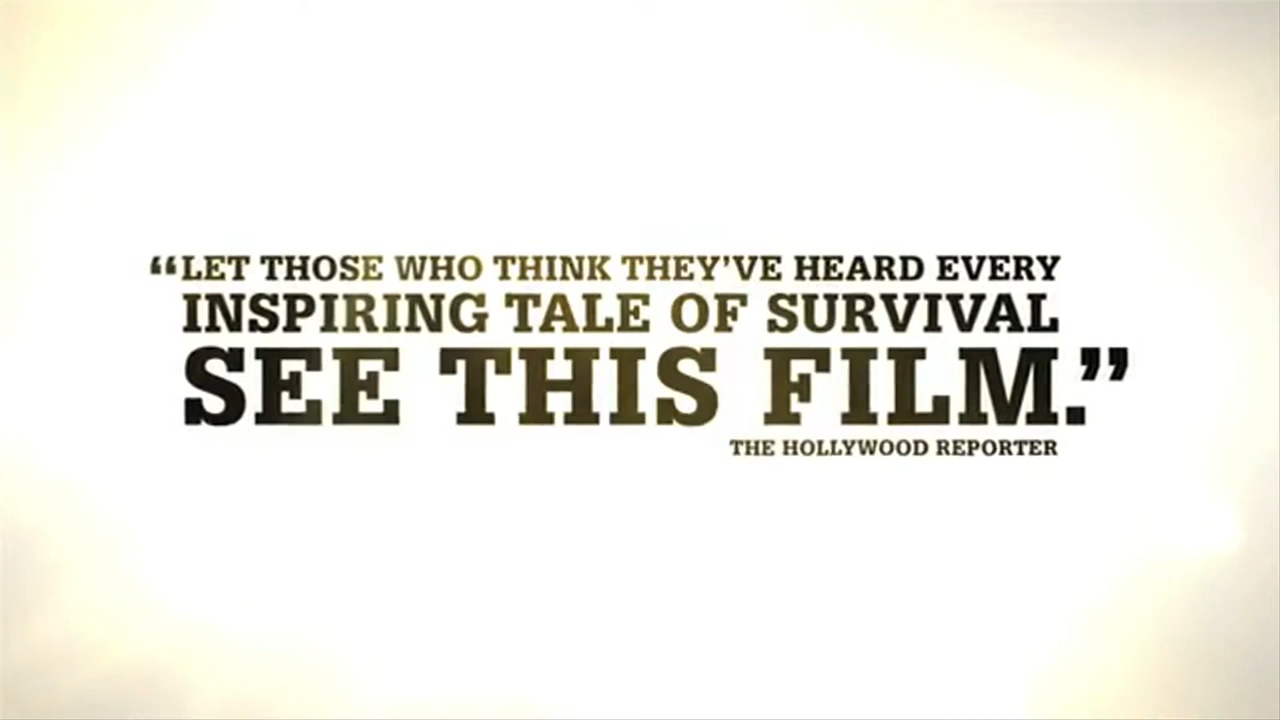 “LET THOSE WHO THINK THEY’VE HEARD EVERY
INSPIRING TALE OF SURVIVAL
SEE THIS FILM.”
THE HOLLYWOOD REPORTER